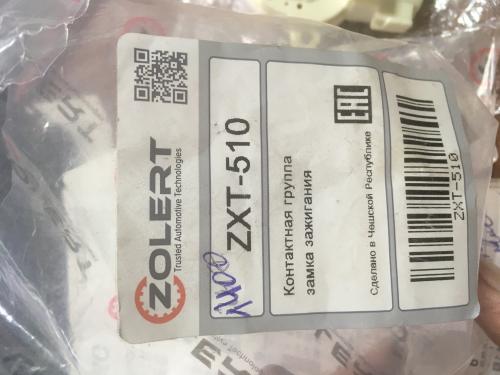 ZOLERT
Trusted Automotive Technologies
1400
ZXT-510
Контактная группа
замка зажигания
Сделано в Чешской Республике
EAC
ZXT-510